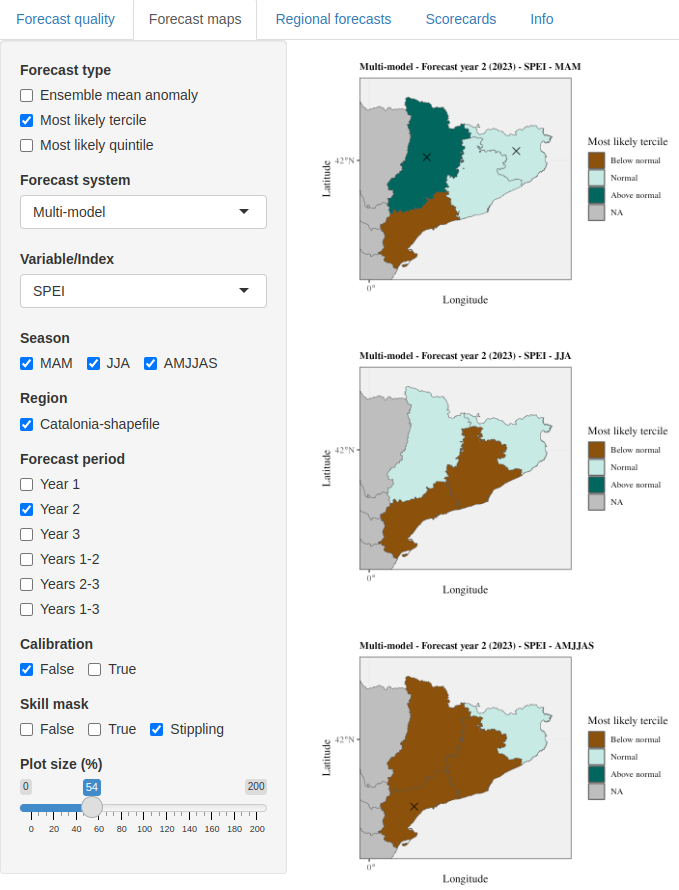 Forecast quality
Forecast maps
Regional forecasts
Scorecards
Info
Forecast type
Ensemble mean anomaly
Most likely tercile
Most likely quintile
Forecast system
Multi-model
Variable/Index
SPEI
Season
MAM JJA AMJJAS
Region
Catalonia-shapefile
Forecast period
Year 1
Year 2
Year 3
Years 1-2
Years 2-3
Years 1-3
Calibration
False True
Skill mask
False True Stippling
Plot size (%)
0 54 200
0 20 40 60 80 100 120 140 160 180 200
Multi-model - Forecast year 2 (2023) - SPEI - MAM
Latitude
42°N
0°
Longitude
Most likely tercile
Below normal
Normal
Above normal
NA
Multi-model - Forecast year 2 (2023) - SPEI - JJA
Latitude
42°N
0°
Longitude
Most likely tercile
Below normal
Normal
Above normal
NA
Multi-model - Forecast year 2 (2023) - SPEI - AMJJAS
Latitude
42°N
0°
Longitude
Most likely tercile
Below normal
Normal
Above normal
NA